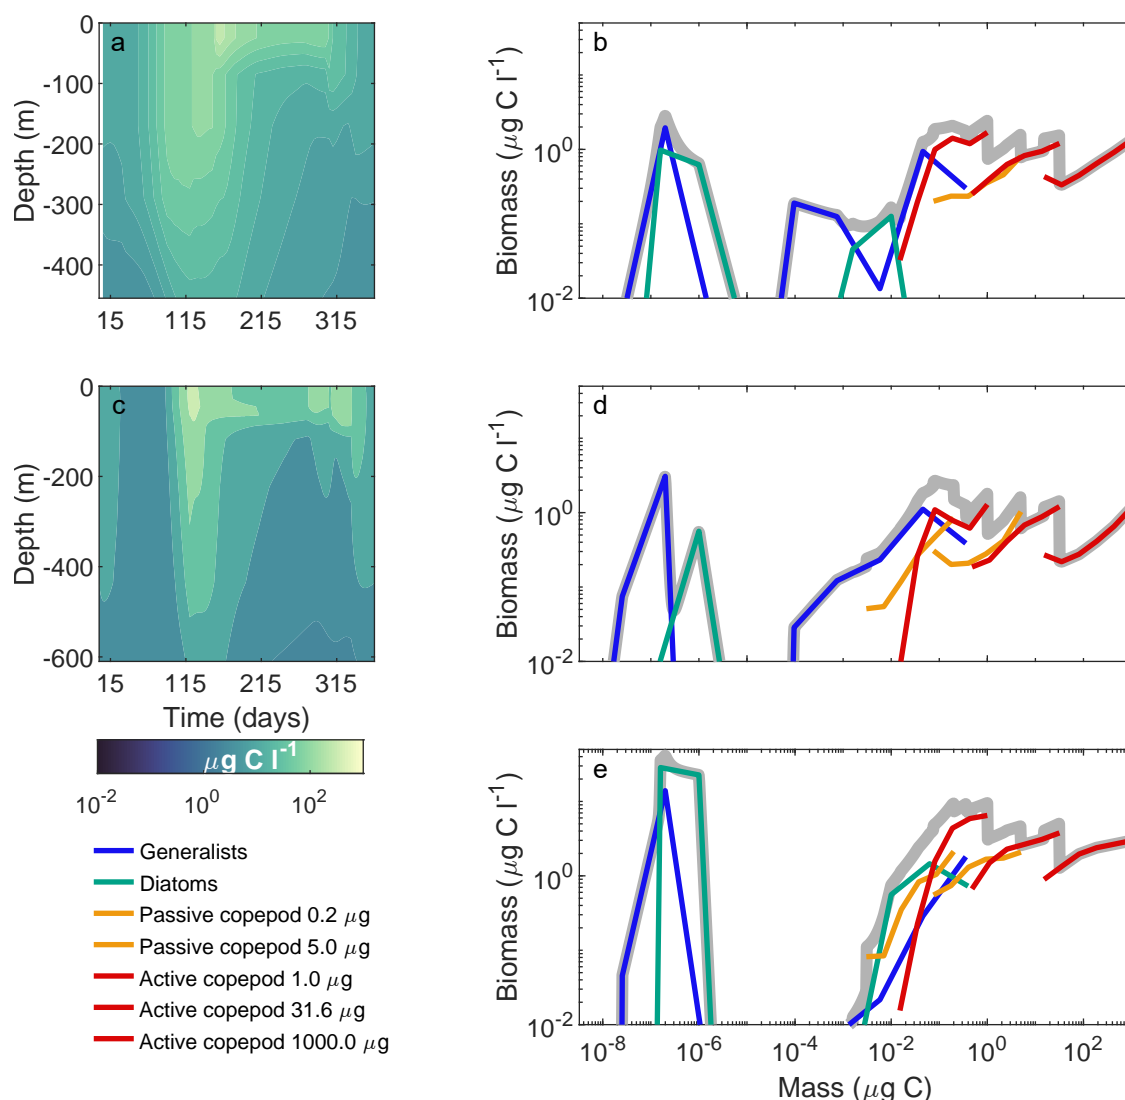 a
0
-100
-200
-300
-400
Depth (m)
15
115
215
315
b
10^0
10^-2
Biomass (μg C l^-1)
c
0
-200
-400
-600
Depth (m)
15
115
215
315
Time (days)
d
10^0
10^-2
Biomass (μg C l^-1)
μg C l^-1
10^-2
10^0
10^2
Generalists
Diatoms
Passive copepod 0.2 μg
Passive copepod 5.0 μg
Active copepod 1.0 μg
Active copepod 31.6 μg
Active copepod 1000.0 μg
e
10^0
10^-2
Biomass (μg C l^-1)
10^-8
10^-6
10^-4
10^-2
10^0
10^2
Mass (μg C)